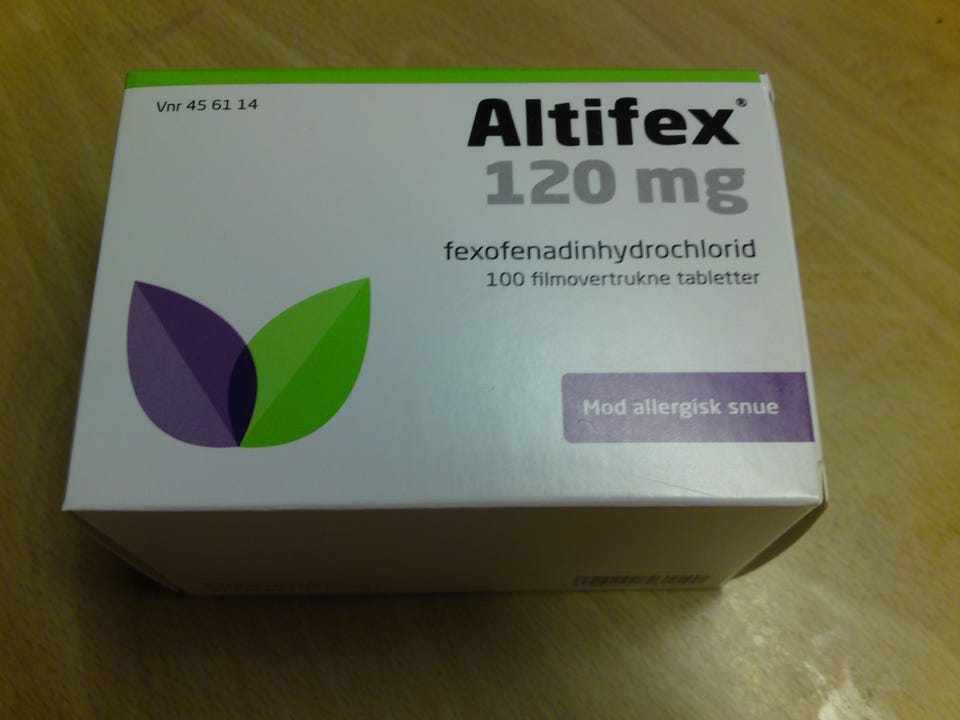 Vnr 45 61 14
Altifex®
120 mg
fexofenadinhydrochlorid
100 filmovertrukne tabletter
Mod allergisk snue